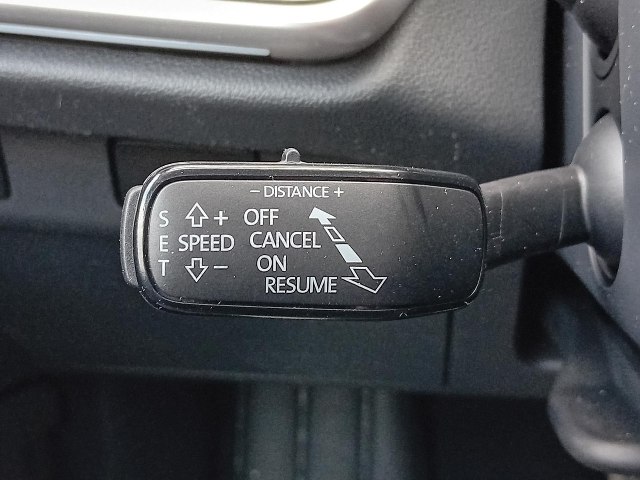 − DISTANCE +
S + OFF
E SPEED CANCEL
T − ON
RESUME